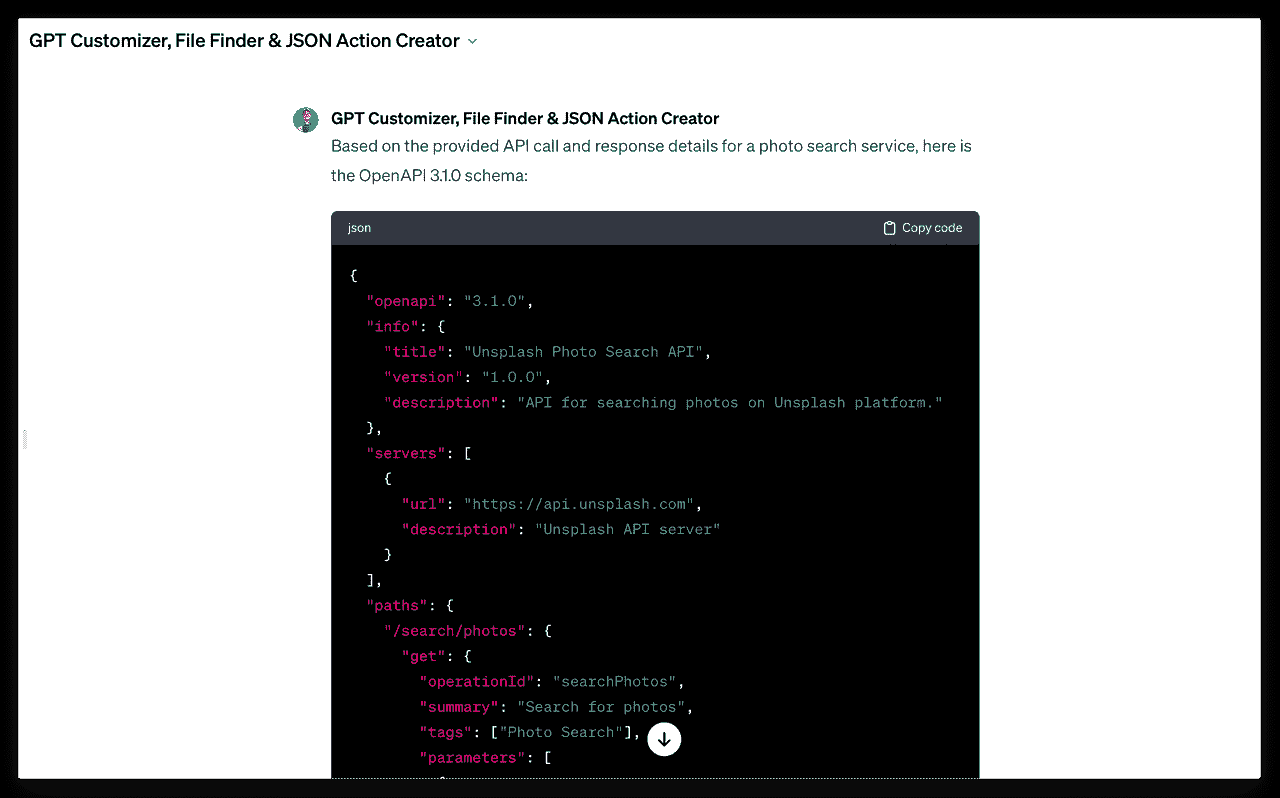 GPT Customizer, File Finder & JSON Action Creator
GPT Customizer, File Finder & JSON Action Creator
Based on the provided API call and response details for a photo search service, here is
the OpenAPI 3.1.0 schema:
json
Copy code
{
"openapi": "3.1.0",
"info": {
"title": "Unsplash Photo Search API",
"version": "1.0.0",
"description": "API for searching photos on Unsplash platform."
},
"servers": [
{
"url": "https://api.unsplash.com",
"description": "Unsplash API server"
}
],
"paths": {
"/search/photos": {
"get": {
"operationId": "searchPhotos",
"summary": "Search for photos",
"tags": ["Photo Search"],
"parameters": [